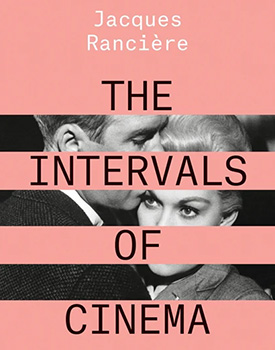 Jacques
Rancière
THE
INTERVALS
OF
CINEMA